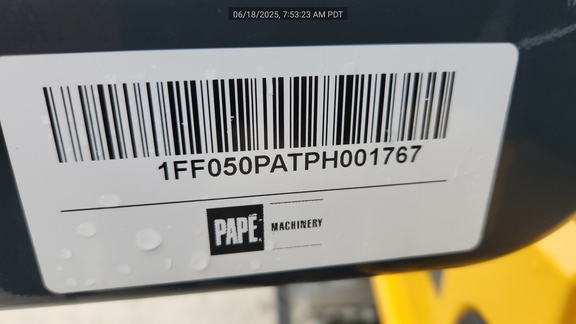 06/18/2025, 7:53:23 AM PDT
1FF050PATPH001767
PAPÉ MACHINERY